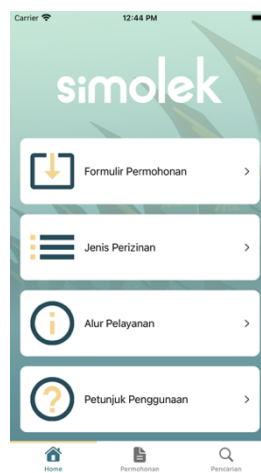 Carrier 12:44 PM
simolek
Formulir Permohonan
Jenis Perizinan
Alur Pelayanan
Petunjuk Penggunaan
Home Permohonan Pencarian